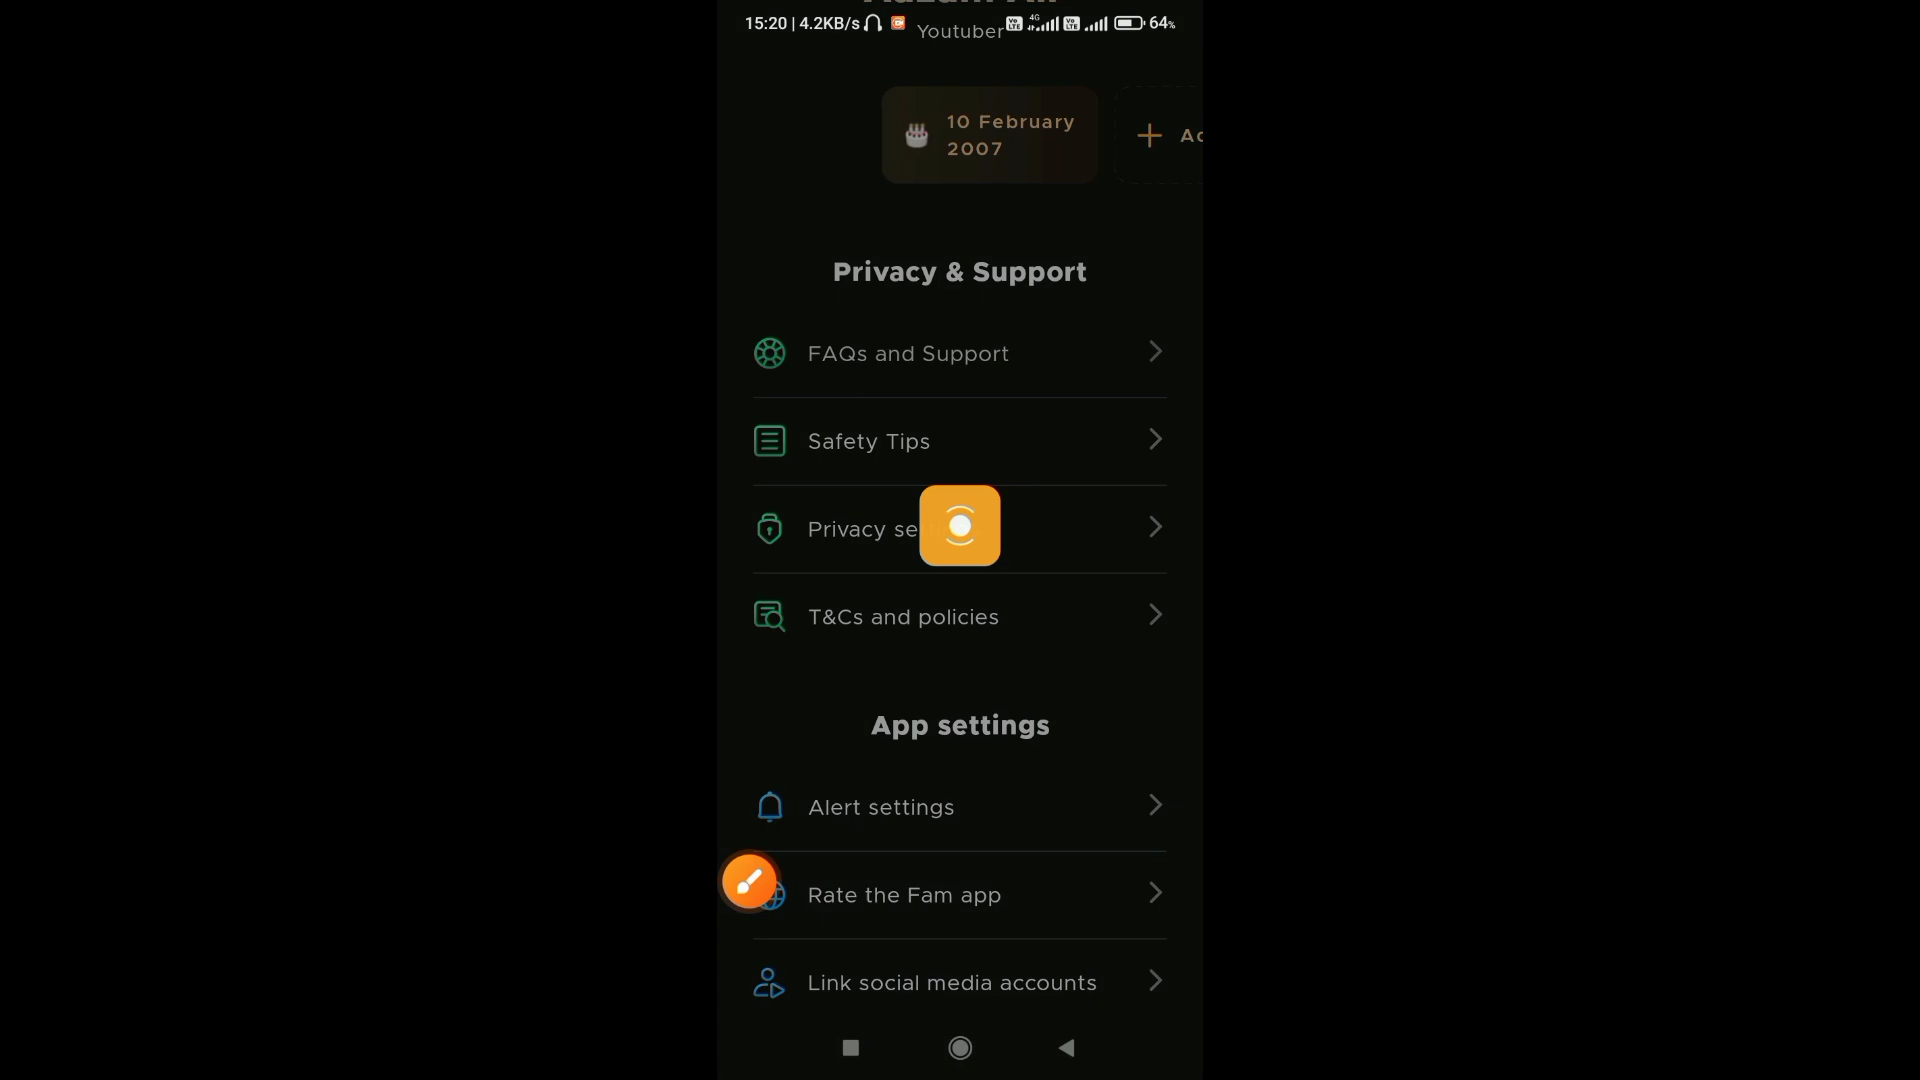 15:20 | 4.2KB/s 4G 64%
Youtuber
10 February
2007
Privacy & Support
FAQs and Support
Safety Tips
Privacy
T&Cs and policies
App settings
Alert settings
Rate the Fam app
Link social media accounts